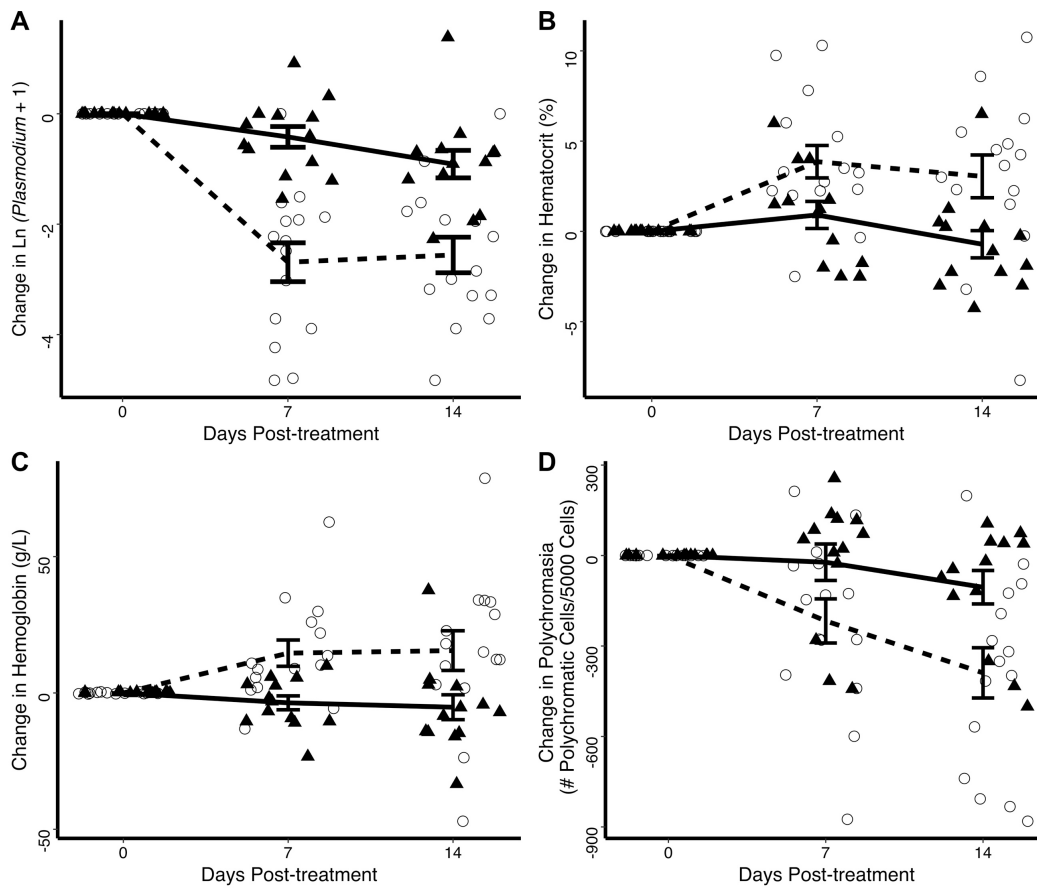 A
Change in Ln (Plasmodium + 1)
0
-2
-4
0
7
14
Days Post-treatment
B
Change in Hematocrit (%)
10
5
0
-5
0
7
14
Days Post-treatment
C
Change in Hemoglobin (g/L)
50
0
-50
0
7
14
Days Post-treatment
D
Change in Polychromasia
(# Polychromatic Cells/5000 Cells)
300
0
-300
-600
-900
0
7
14
Days Post-treatment